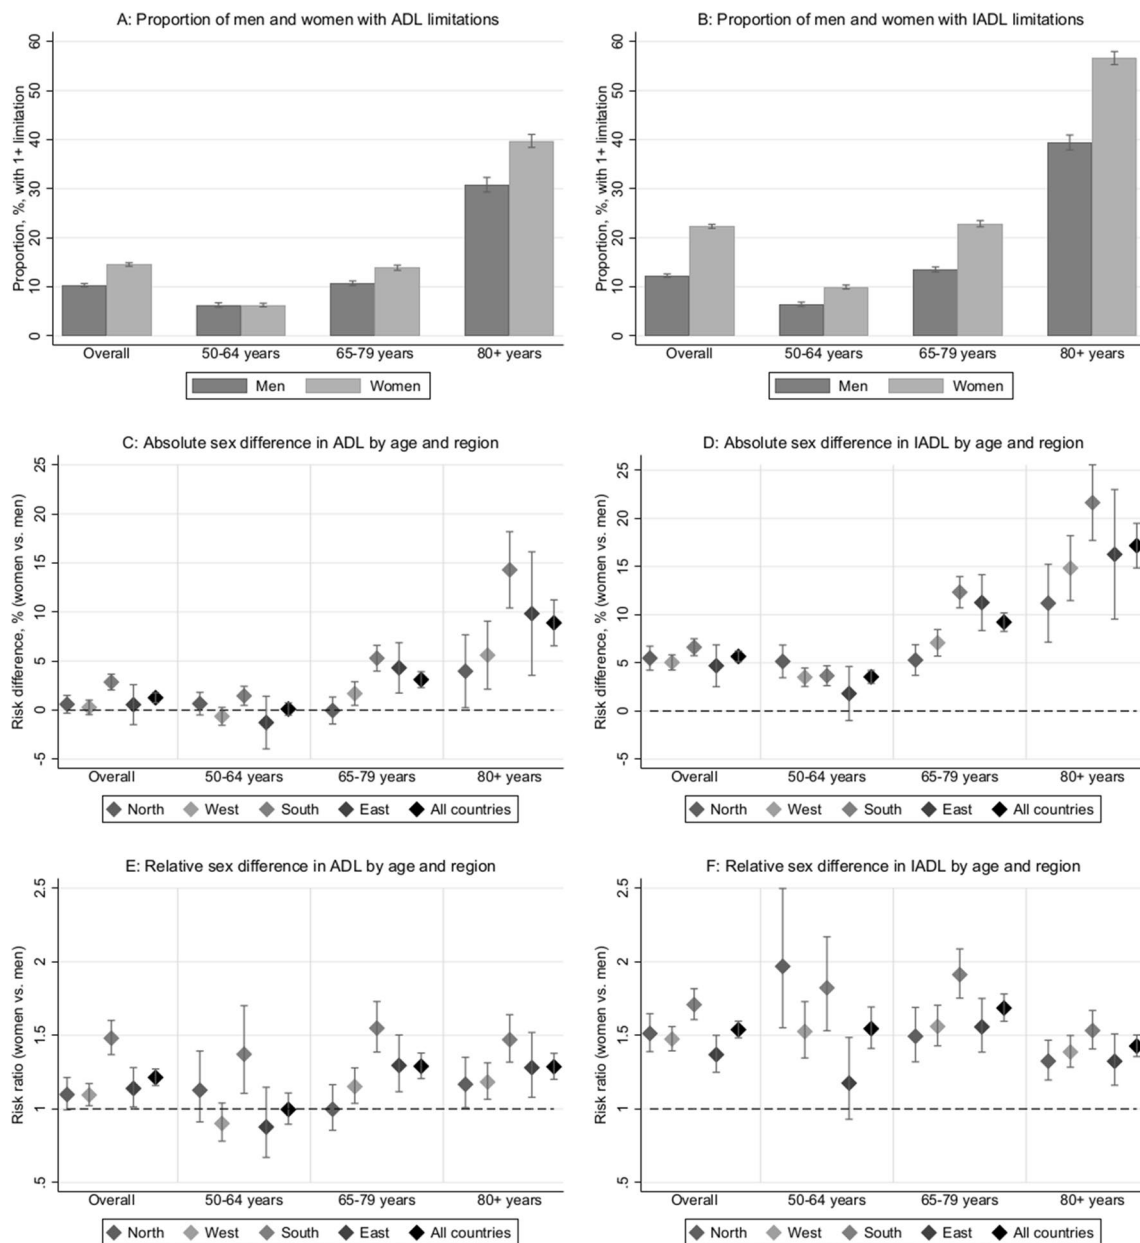 A: Proportion of men and women with ADL limitations
Proportion, %, with 1+ limitation
60
50
40
30
20
10
0
Overall 50-64 years 65-79 years 80+ years
Men Women
B: Proportion of men and women with IADL limitations
Proportion, %, with 1+ limitation
60
50
40
30
20
10
0
Overall 50-64 years 65-79 years 80+ years
Men Women
C: Absolute sex difference in ADL by age and region
Risk difference, % (women vs. men)
25
20
15
10
5
0
-5
Overall 50-64 years 65-79 years 80+ years
North West South East All countries
D: Absolute sex difference in IADL by age and region
Risk difference, % (women vs. men)
25
20
15
10
5
0
-5
Overall 50-64 years 65-79 years 80+ years
North West South East All countries
E: Relative sex difference in ADL by age and region
Risk ratio (women vs. men)
2.5
2
1.5
1
.5
Overall 50-64 years 65-79 years 80+ years
North West South East All countries
F: Relative sex difference in IADL by age and region
Risk ratio (women vs. men)
2.5
2
1.5
1
.5
Overall 50-64 years 65-79 years 80+ years
North West South East All countries